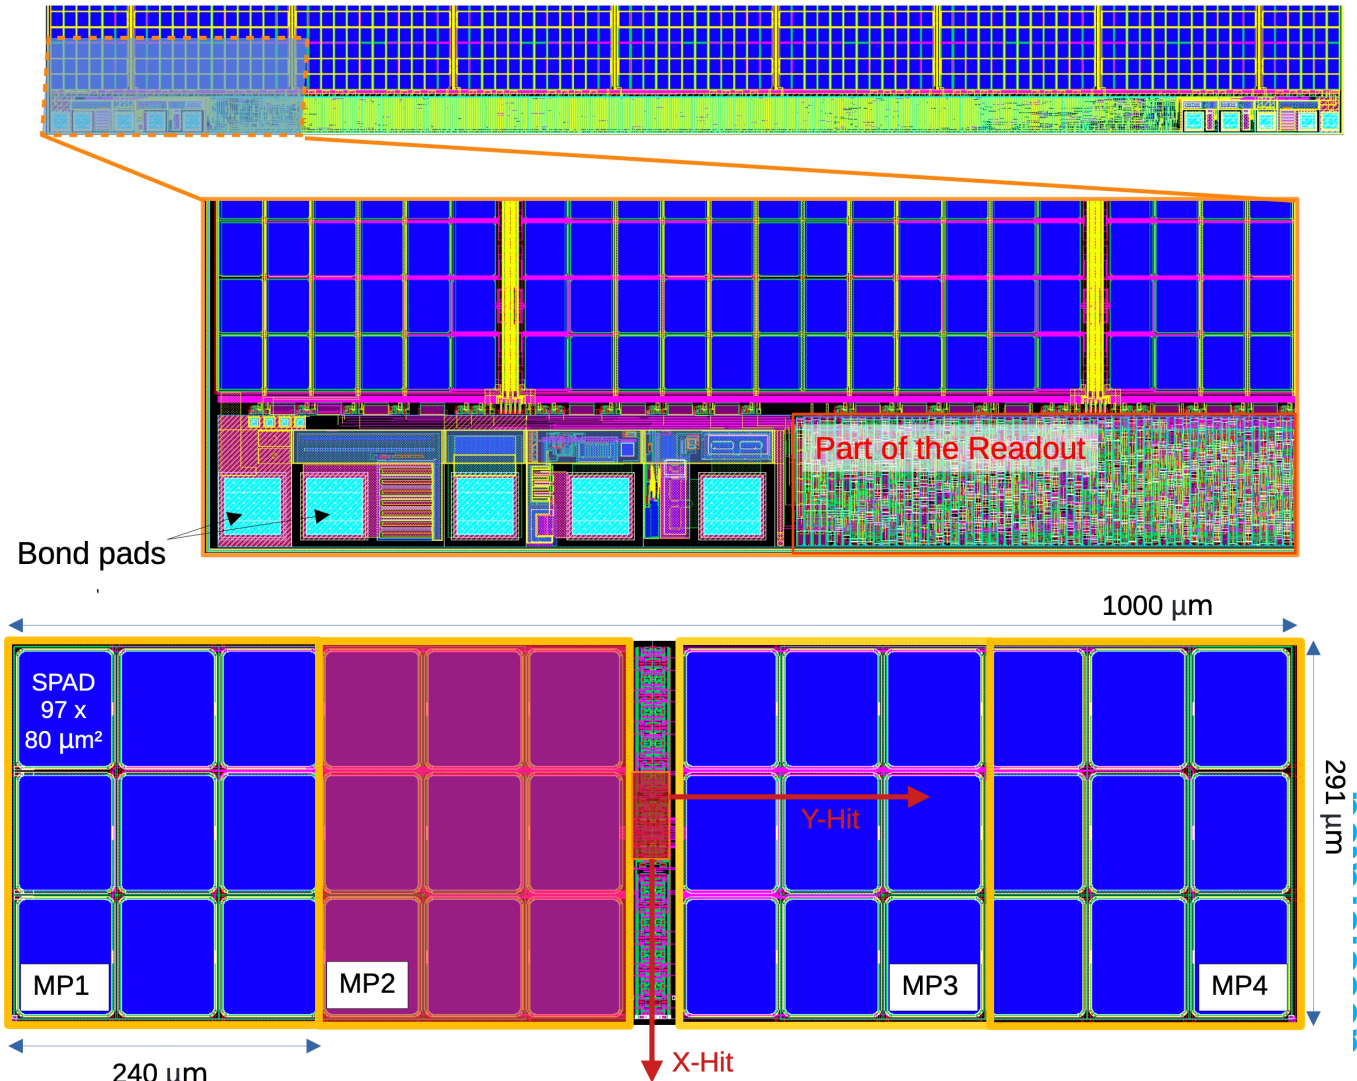 Part of the Readout
Bond pads
1000 µm
SPAD
97 x
80 µm²
291 µm
Y-Hit
MP1
MP2
MP3
MP4
X-Hit
240 µm